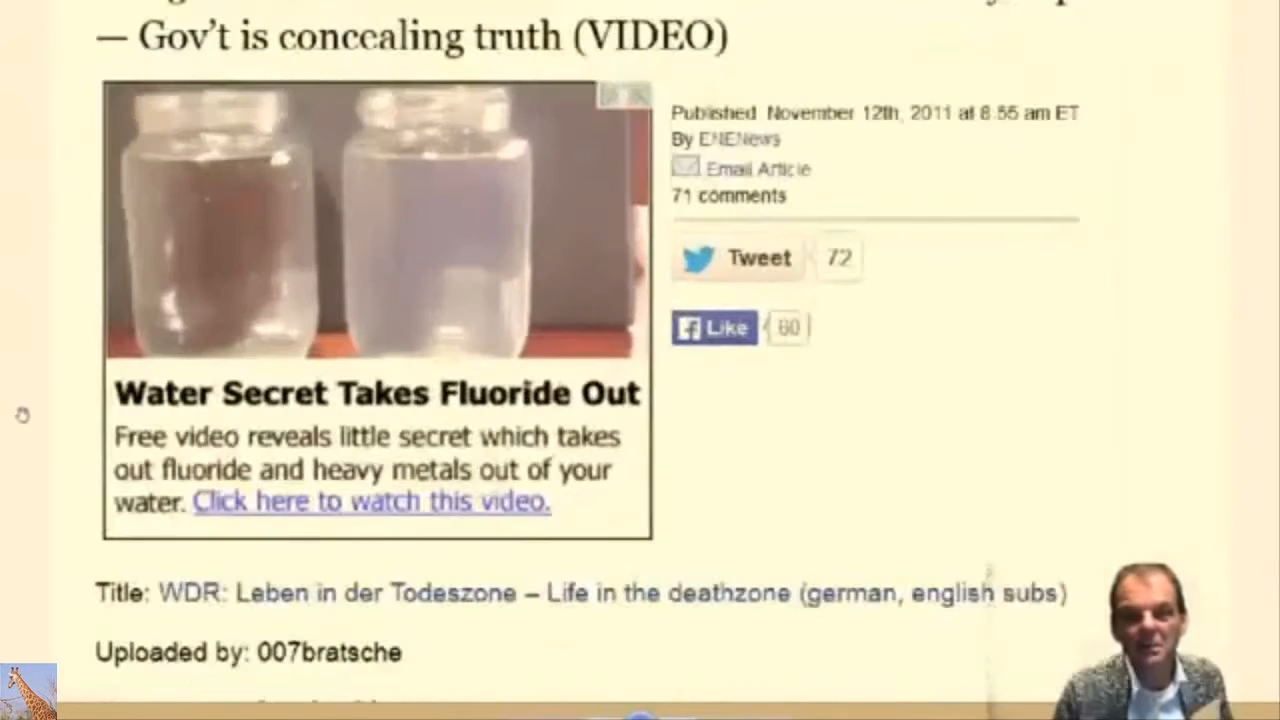 — Gov't is concealing truth (VIDEO)
Published: November 12th, 2011 at 8:55 am ET
By ENENews
Email Article
71 comments
Tweet 72
Like 60
Water Secret Takes Fluoride Out
Free video reveals little secret which takes
out fluoride and heavy metals out of your
water. Click here to watch this video.
Title: WDR: Leben in der Todeszone – Life in the deathzone (german, english subs)
Uploaded by: 007bratsche